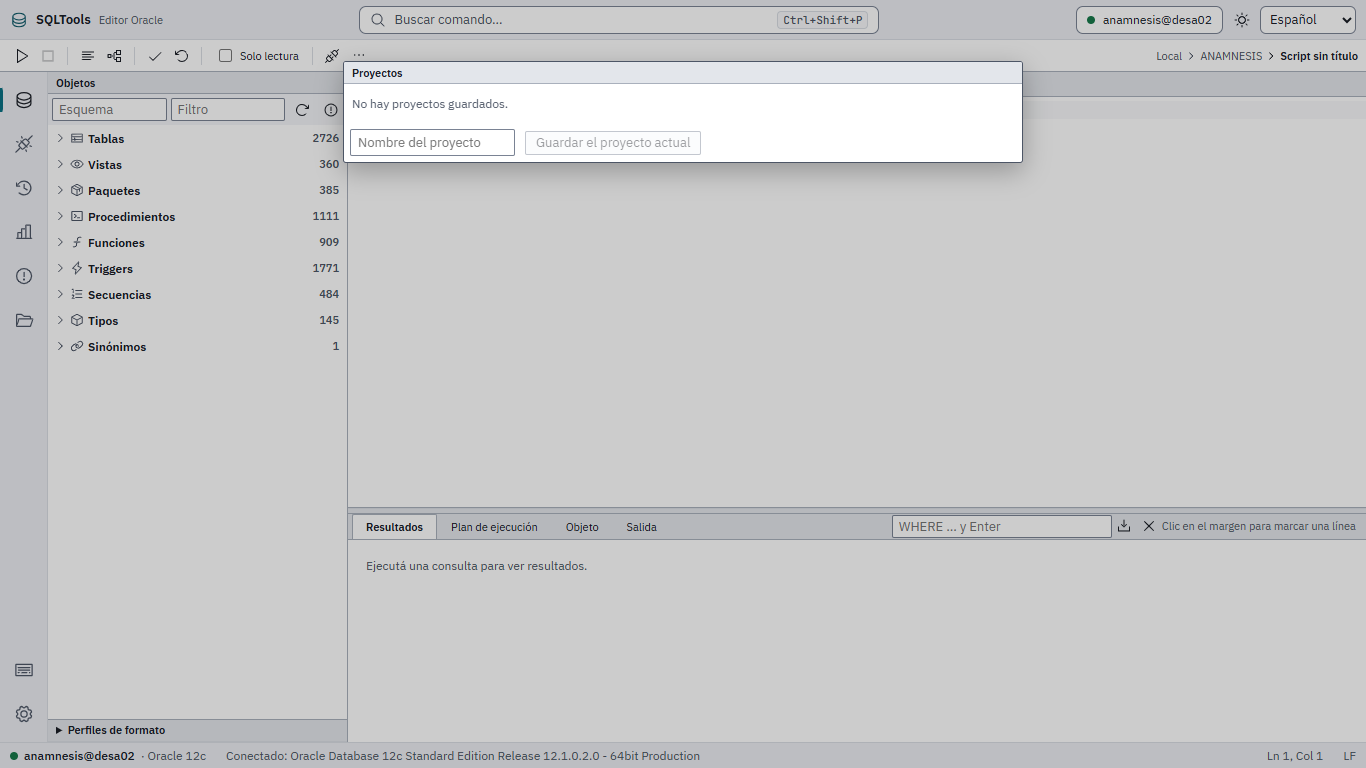 SQLTools Editor Oracle Buscar comando... Ctrl+Shift+P anamnesis@desa02 Español
Solo lectura ... Local > ANAMNESIS > Script sin título
Objetos
Esquema Filtro
Tablas 2726
Vistas 360
Paquetes 385
Procedimientos 1111
Funciones 909
Triggers 1771
Secuencias 484
Tipos 145
Sinónimos 1
Perfiles de formato
Proyectos
No hay proyectos guardados.
Nombre del proyecto Guardar el proyecto actual
Resultados Plan de ejecución Objeto Salida WHERE ... y Enter Clic en el margen para marcar una línea
Ejecutá una consulta para ver resultados.
anamnesis@desa02 · Oracle 12c Conectado: Oracle Database 12c Standard Edition Release 12.1.0.2.0 - 64bit Production Ln 1, Col 1 LF